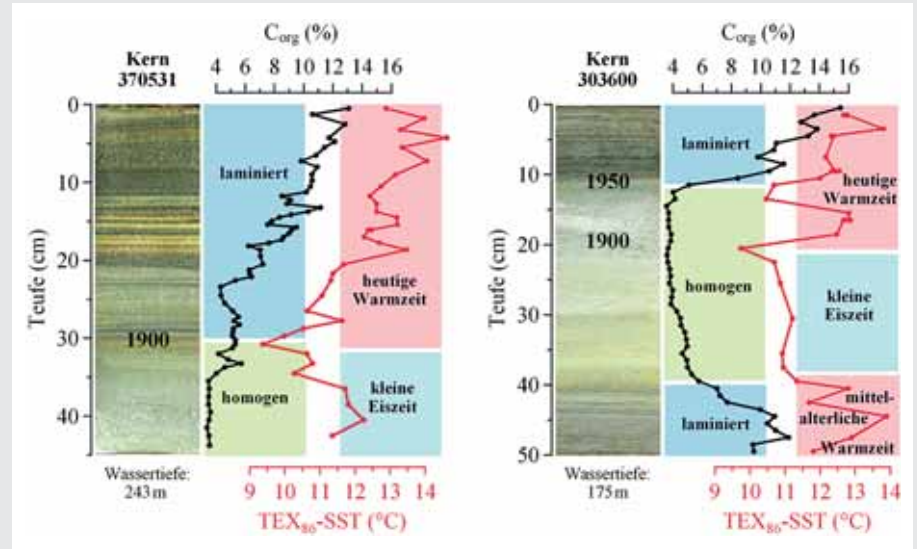 C_org (%)
Kern
370531
4 6 8 10 12 14 16
0
10
20
30
40
Teufe (cm)
1900
laminiert
homogen
heutige
Warmzeit
kleine
Eiszeit
Wassertiefe:
243 m
9 10 11 12 13 14
TEX₈₆-SST (°C)
C_org (%)
Kern
303600
4 6 8 10 12 14 16
0
10
20
30
40
50
Teufe (cm)
1950
1900
laminiert
homogen
laminiert
heutige
Warmzeit
kleine
Eiszeit
mittel-
alterliche
Warmzeit
Wassertiefe:
175 m
9 10 11 12 13 14
TEX₈₆-SST (°C)